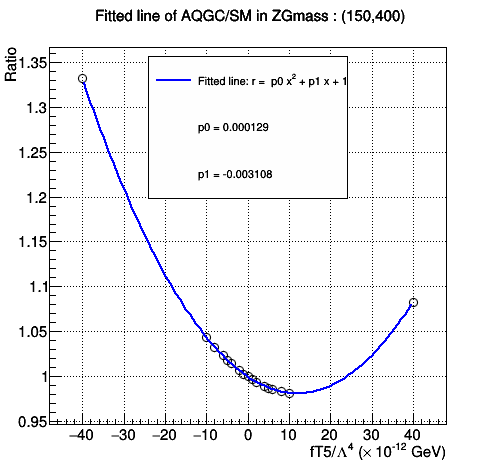 Fitted line of AQGC/SM in ZGmass : (150,400)
Ratio
Fitted line: r = p0 x² + p1 x + 1
p0 = 0.000129
p1 = -0.003108
1.35
1.3
1.25
1.2
1.15
1.1
1.05
1
0.95
−40 −30 −20 −10 0 10 20 30 40
fT5/Λ⁴ (× 10⁻¹² GeV)